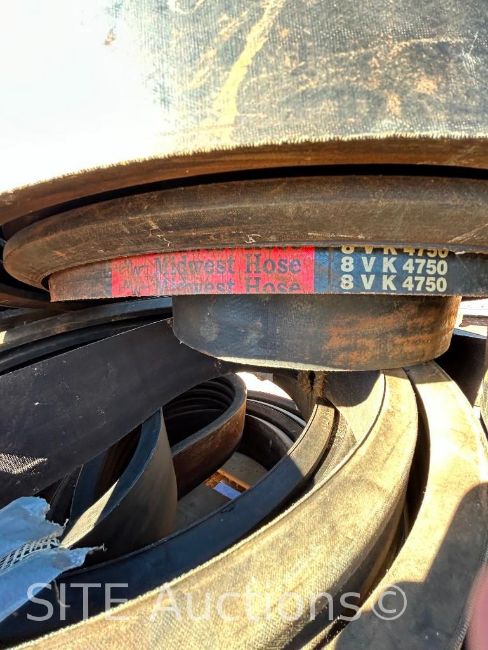 8 V K 4750
Midwest Hose 8 V K 4750
Midwest Hose 8 V K 4750
© SITE Auctions ©